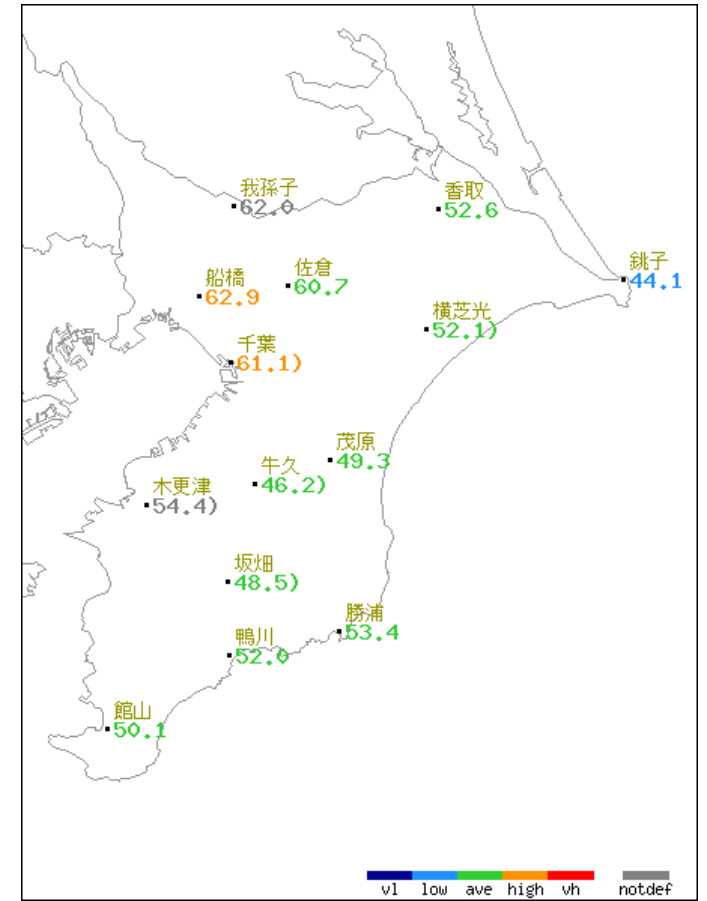 我孫子
62.0
香取
52.6
銚子
44.1
船橋
62.9
佐倉
60.7
横芝光
52.1)
千葉
61.1)
茂原
49.3
牛久
46.2)
木更津
54.4)
坂畑
48.5)
勝浦
53.4
鴨川
52.0
館山
50.1
vl low ave high vh notdef